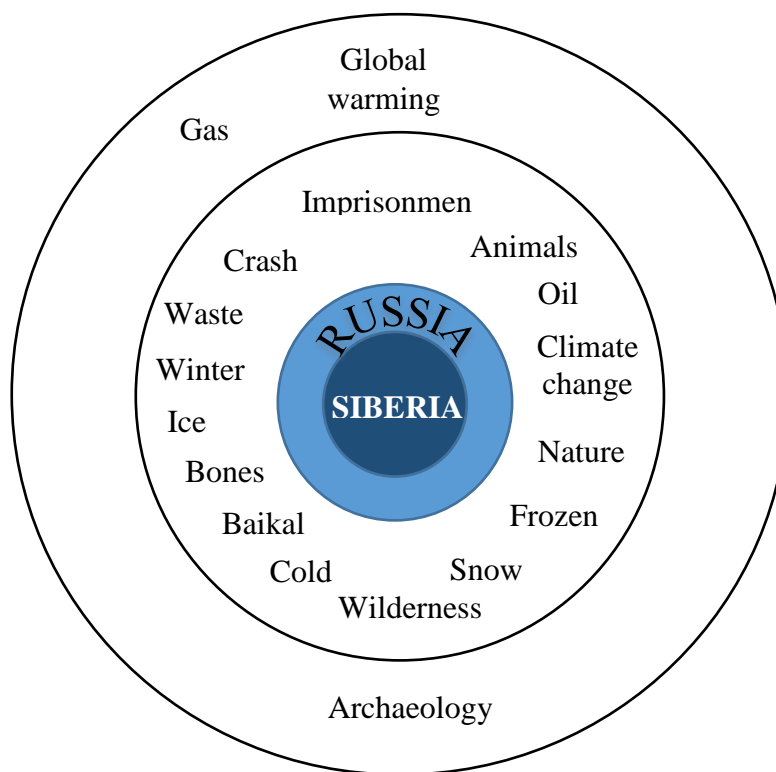 Global
warming
Gas
Imprisonmen
Animals
Crash
Oil
Waste
RUSSIA
Climate
change
Winter
SIBERIA
Ice
Nature
Bones
Frozen
Baikal
Cold
Snow
Wilderness
Archaeology